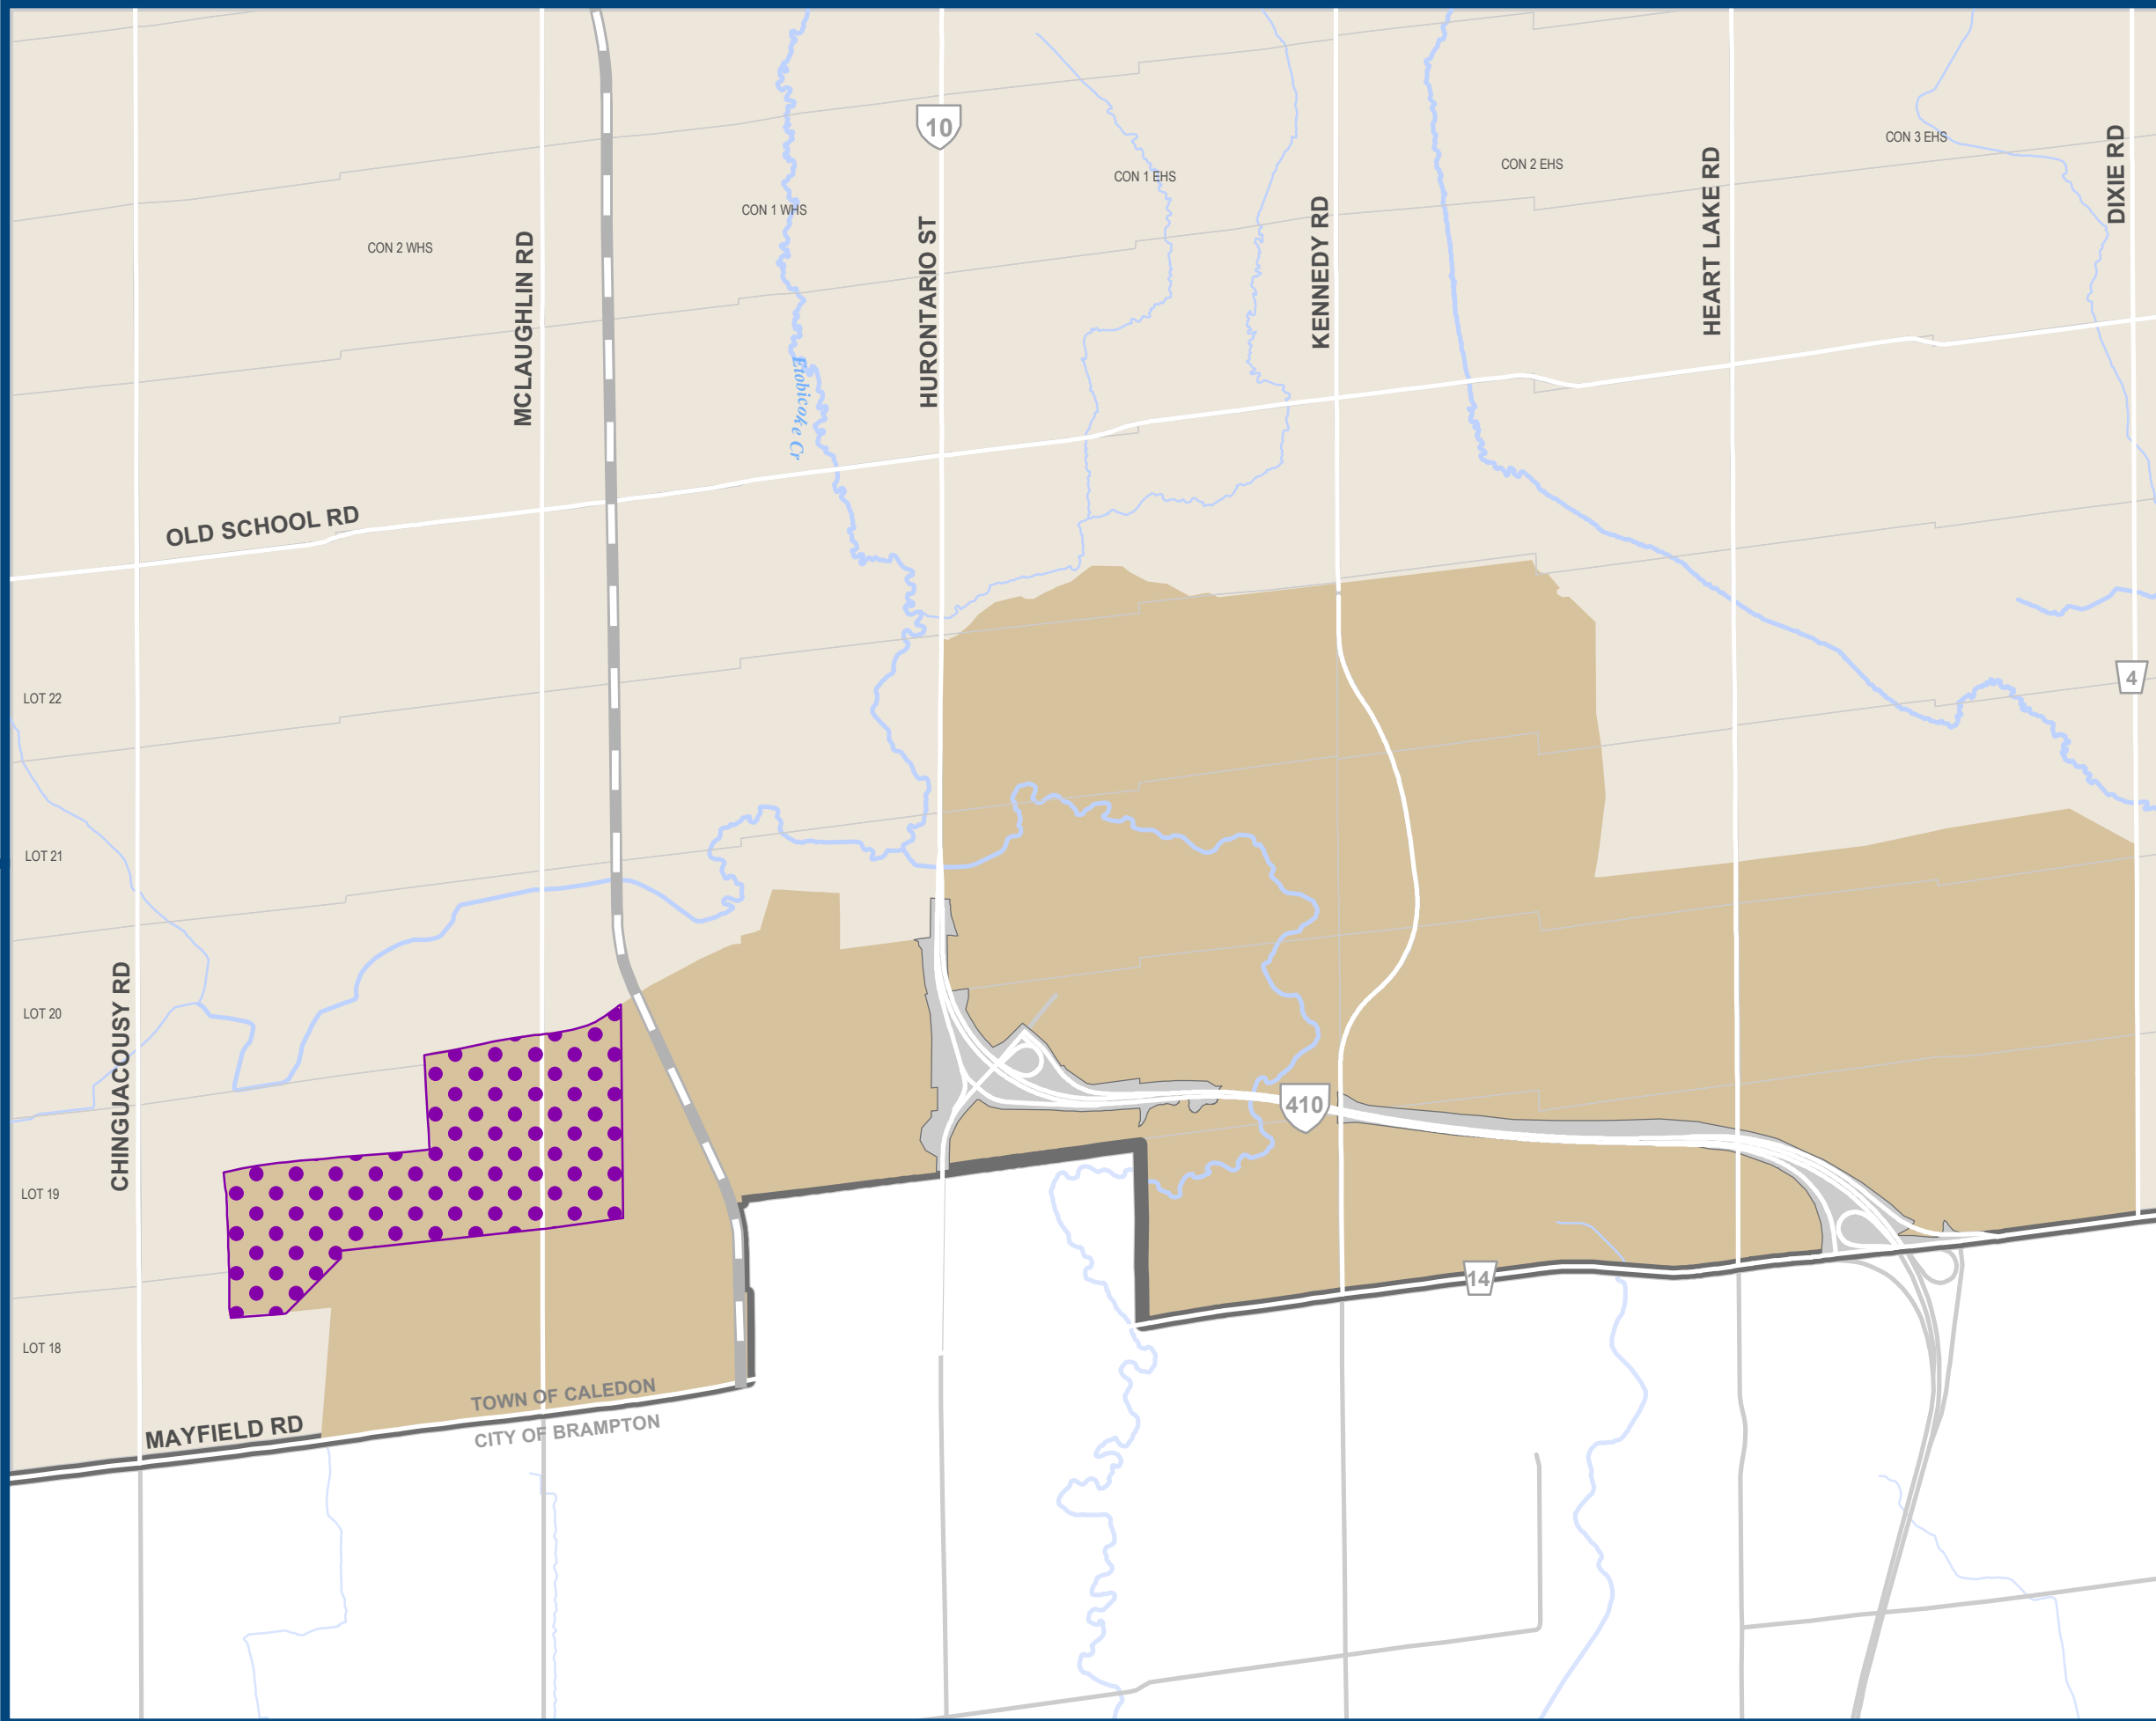 10
CON 3 EHS
CON 2 EHS
DIXIE RD
CON 1 EHS
HEART LAKE RD
CON 1 WHS
CON 2 WHS
KENNEDY RD
HURONTARIO ST
MCLAUGHLIN RD
Etobicoke Cr
OLD SCHOOL RD
4
LOT 22
LOT 21
LOT 20
CHINGUACOUSY RD
410
LOT 19
14
LOT 18
TOWN OF CALEDON
MAYFIELD RD
CITY OF BRAMPTON